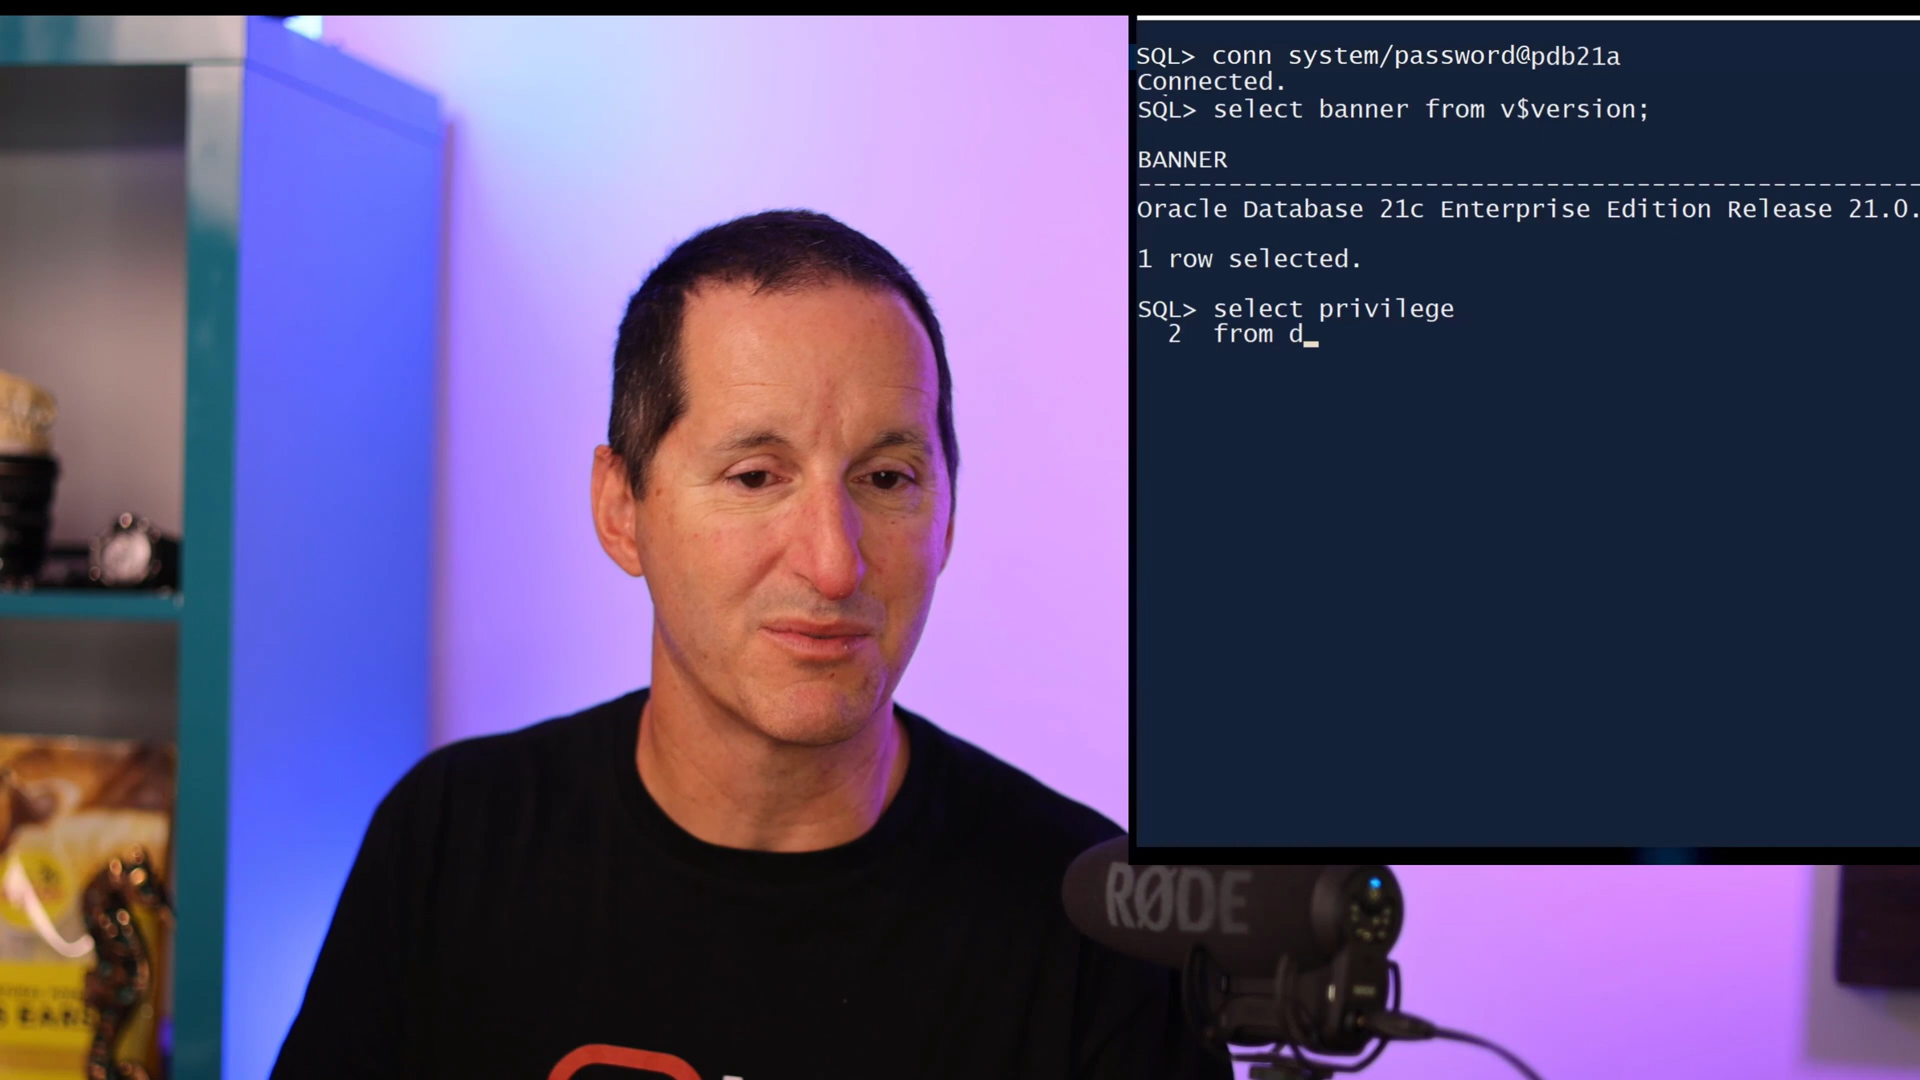 SQL> conn system/password@pdb21a
Connected.
SQL> select banner from v$version;
BANNER
--------------------------------------------------------
Oracle Database 21c Enterprise Edition Release 21.0.
1 row selected.
SQL> select privilege
2 from d_
RØDE
EARS